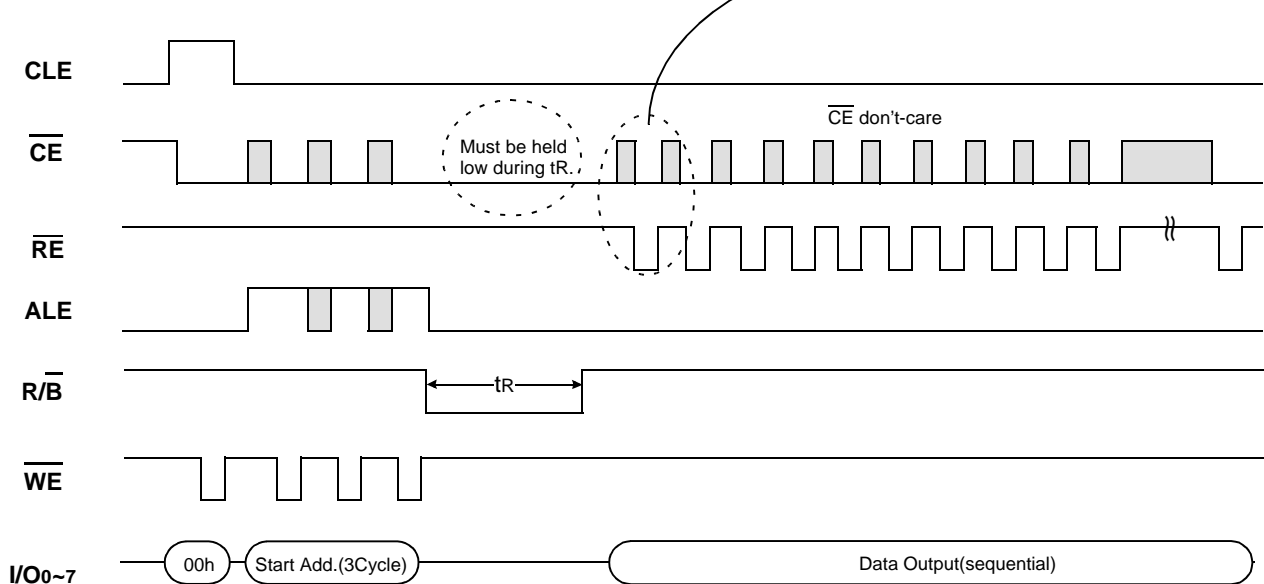 CLE
CE don't-care
CE
Must be held
low during tR.
RE
ALE
R/B
tR
WE
I/O0~7
00h
Start Add.(3Cycle)
Data Output(sequential)